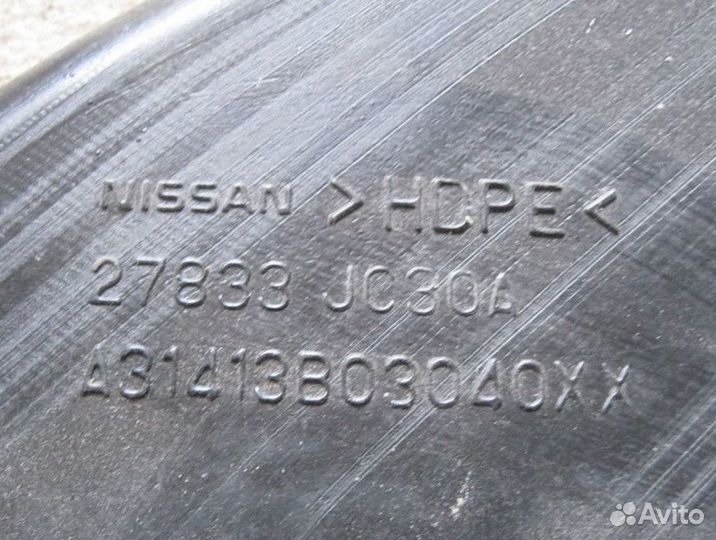 NISSAN >HDPE<
27833 JC30A
A31413B03040XX
Avito